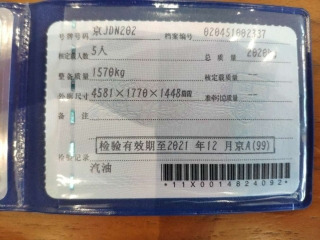 号牌号码 京JDN202 档案编号 020451002337
核定载人数 5人 总质量
整备质量 1570kg 核定载质量
外廓尺寸 4581×1770×1448mm 准牵引总质量
备 注
检验有效期至2021 年12 月京A(99)
检验记录
汽油
*11X0014824092*